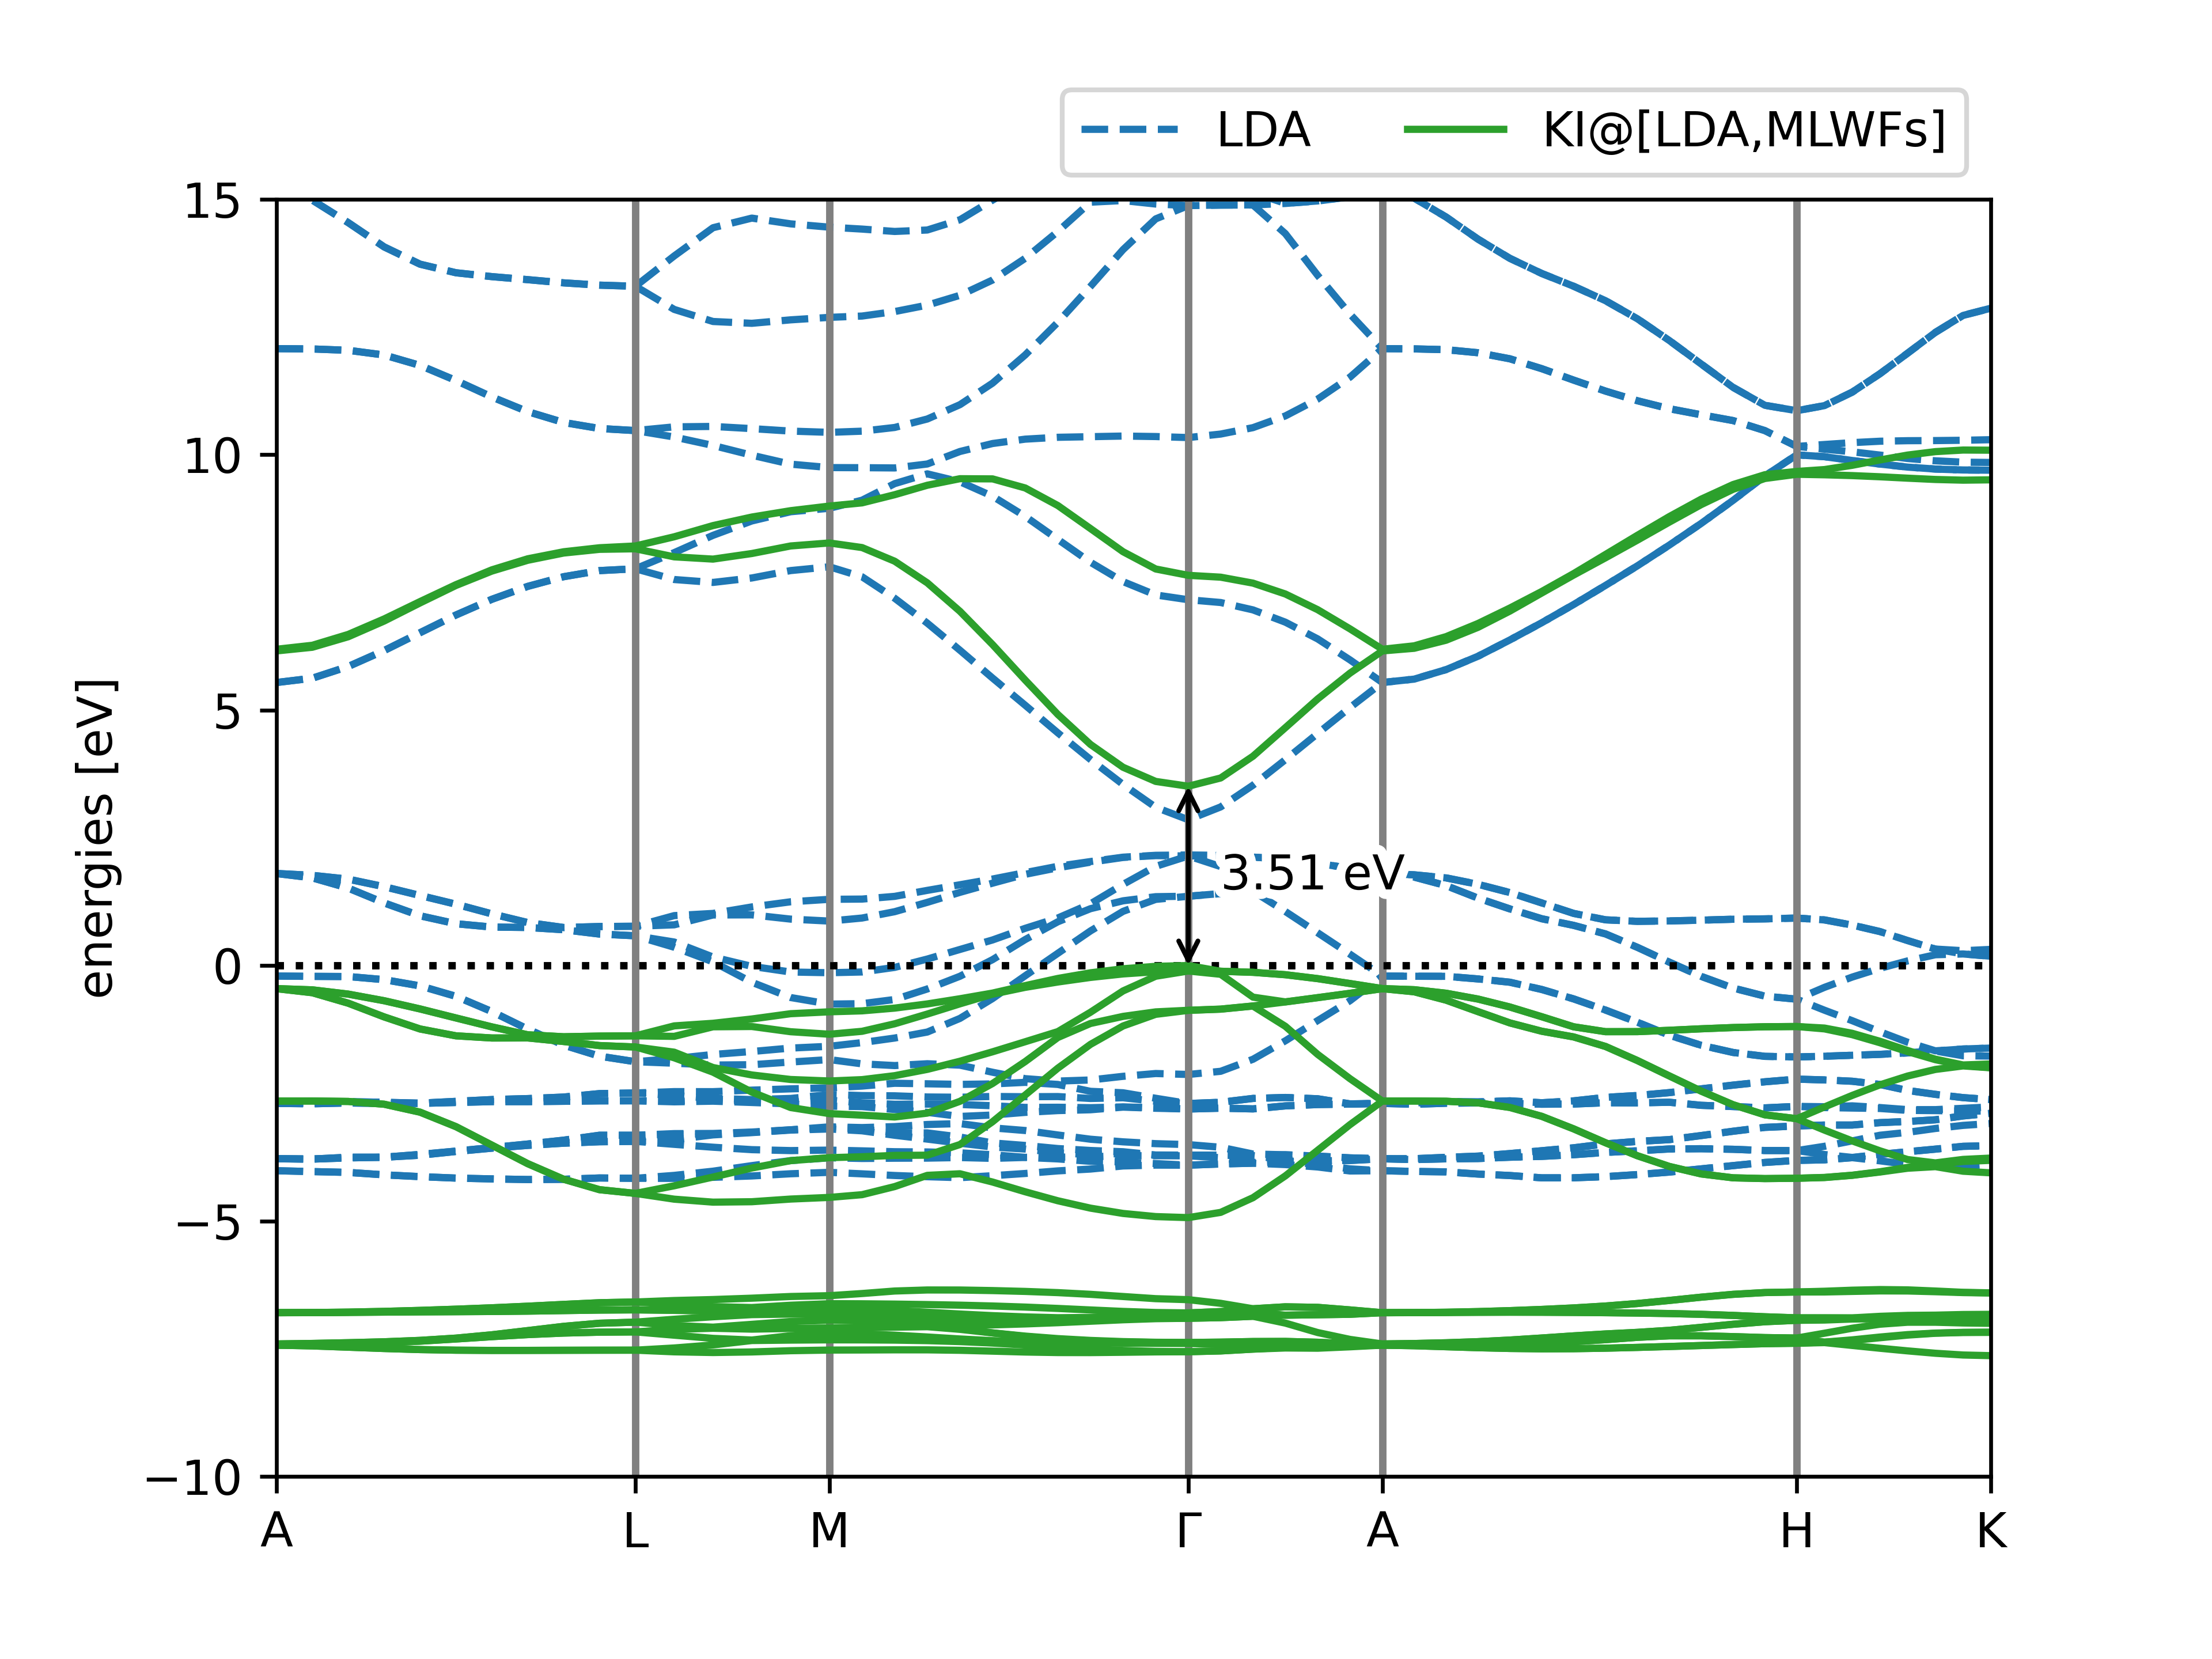 LDA KI@[LDA,MLWFs]
15
10
5
0
−5
−10
energies [eV]
3.51 eV
A L M Γ A H K